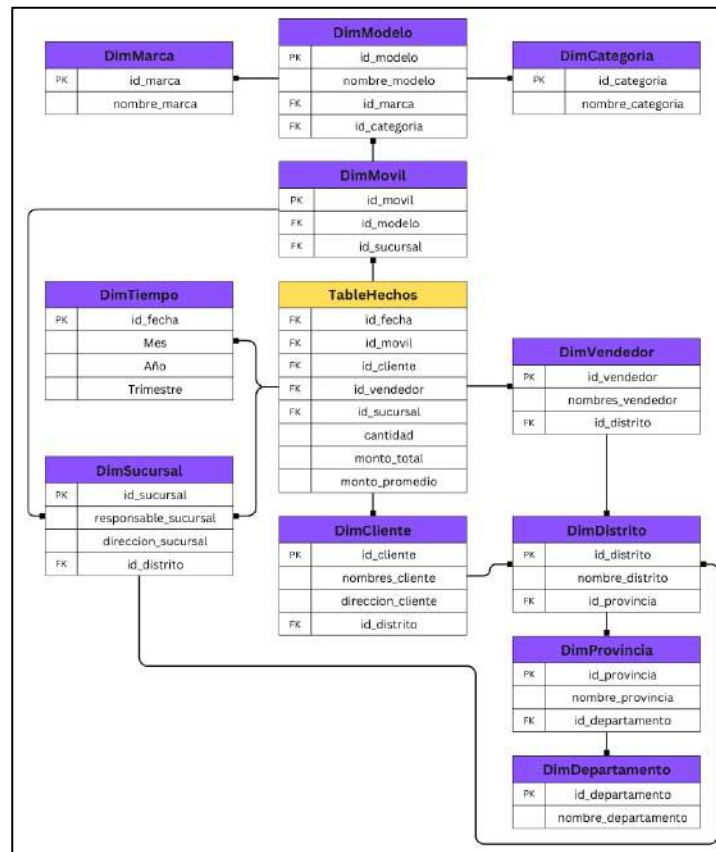 DimModelo
PK id_modelo
nombre_modelo
FK id_marca
FK id_categoria
DimMarca
PK id_marca
nombre_marca
DimCategoria
PK id_categoria
nombre_categoria
DimMovil
PK id_movil
FK id_modelo
FK id_sucursal
DimTiempo
PK id_fecha
Mes
Año
Trimestre
TableHechos
FK id_fecha
FK id_movil
FK id_cliente
FK id_vendedor
FK id_sucursal
cantidad
monto_total
monto_promedio
DimVendedor
PK id_vendedor
nombres_vendedor
FK id_distrito
DimSucursal
PK id_sucursal
responsable_sucursal
direccion_sucursal
FK id_distrito
DimCliente
PK id_cliente
nombres_cliente
direccion_cliente
FK id_distrito
DimDistrito
PK id_distrito
nombre_distrito
FK id_provincia
DimProvincia
PK id_provincia
nombre_provincia
FK id_departamento
DimDepartamento
PK id_departamento
nombre_departamento